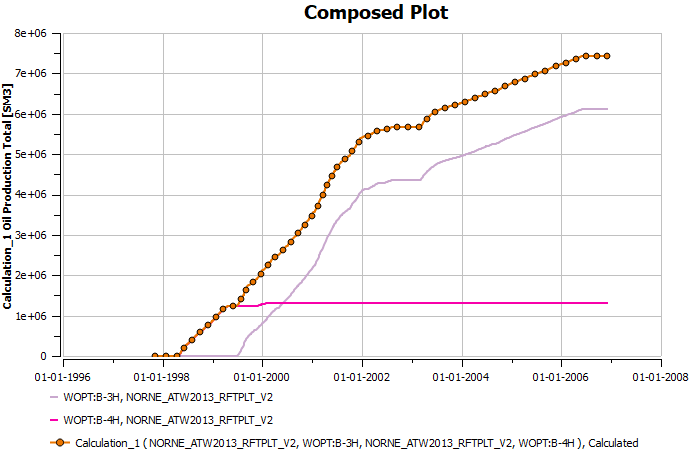 Composed Plot
Calculation_1 Oil Production Total [SM3]
8e+06
7e+06
6e+06
5e+06
4e+06
3e+06
2e+06
1e+06
0
01-01-1996 01-01-1998 01-01-2000 01-01-2002 01-01-2004 01-01-2006 01-01-2008
WOPT:B-3H, NORNE_ATW2013_RFTPLT_V2
WOPT:B-4H, NORNE_ATW2013_RFTPLT_V2
Calculation_1 ( NORNE_ATW2013_RFTPLT_V2, WOPT:B-3H, NORNE_ATW2013_RFTPLT_V2, WOPT:B-4H ), Calculated